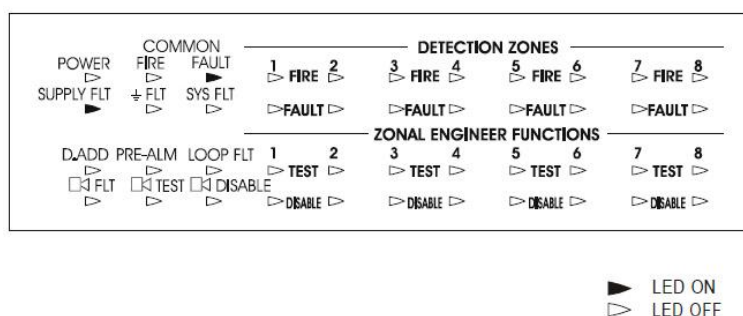 COMMON
DETECTION ZONES
POWER FIRE FAULT 1 2 3 4 5 6 7 8
FIRE FIRE FIRE FIRE
SUPPLY FLT ⏚ FLT SYS FLT
FAULT FAULT FAULT FAULT
ZONAL ENGINEER FUNCTIONS
D.ADD PRE-ALM LOOP FLT 1 2 3 4 5 6 7 8
TEST TEST TEST TEST
FLT TEST DISABLE
DISABLE DISABLE DISABLE DISABLE
LED ON
LED OFF